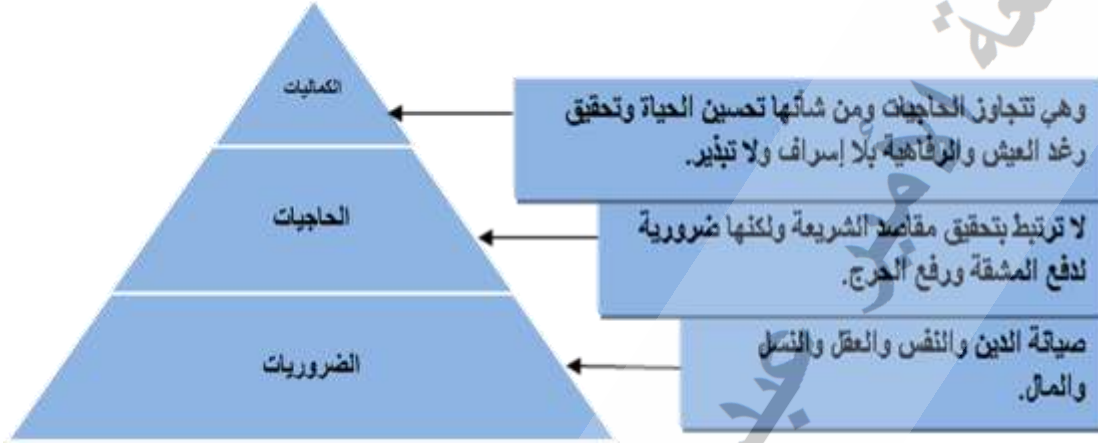 الكماليات
وهي تتجاوز الحاجيات ومن شأنها تحسين الحياة وتحقيق
رغد العيش والرفاهية بلا إسراف ولا تبذير.
الحاجيات
لا ترتبط بتحقيق مقاصد الشريعة ولكنها ضرورية
لدفع المشقة ورفع الحرج.
الضروريات
صيانة الدين والنفس والعقل والنسل
والمال.